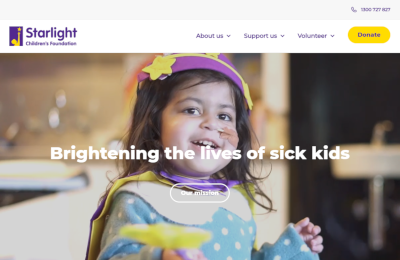 1300 727 827
Starlight
Children's Foundation
About us
Support us
Volunteer
Donate
Brightening the lives of sick kids
Our mission